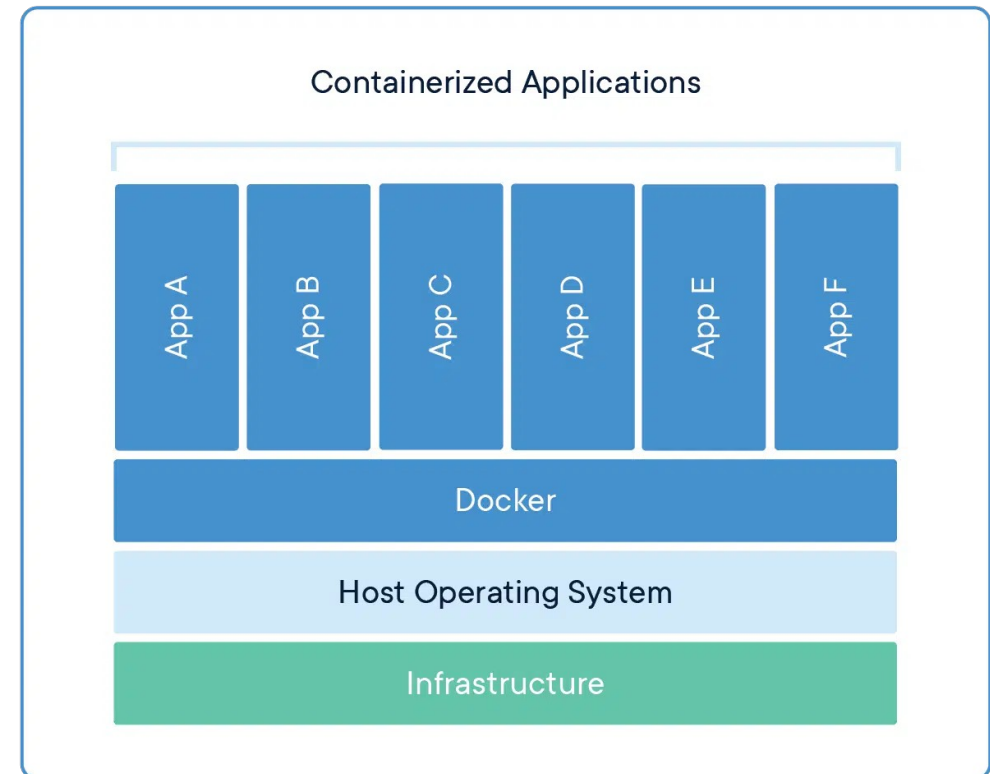 Containerized Applications
App A
App B
App C
App D
App E
App F
Docker
Host Operating System
Infrastructure